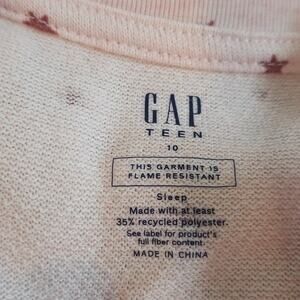 GAP
TEEN
10
THIS GARMENT IS
FLAME RESISTANT
Sleep
Made with at least
35% recycled polyester.
See label for product's
full fiber content.
MADE IN CHINA